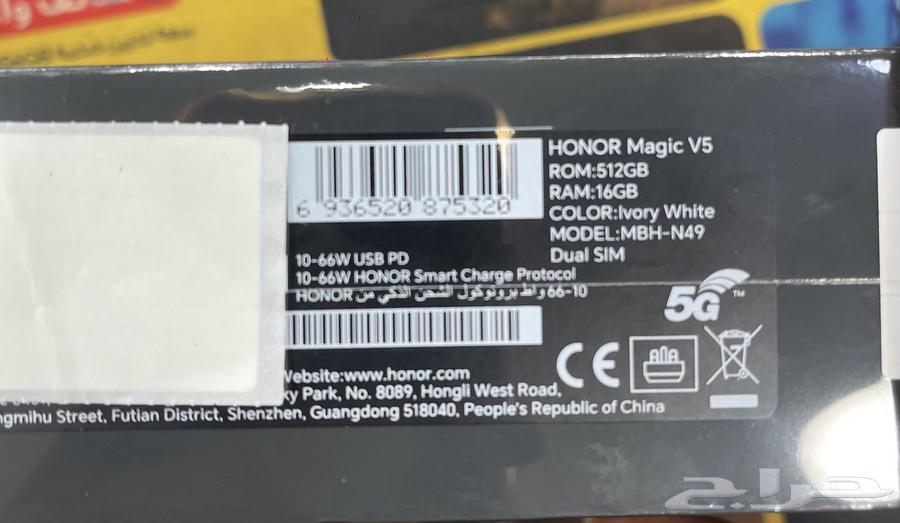 HONOR Magic V5
ROM:512GB
RAM:16GB
COLOR:Ivory White
MODEL:MBH-N49
Dual SIM
6 936520 875320
10-66W USB PD
10-66W HONOR Smart Charge Protocol
10-66 واط بروتوكول الشحن الذكي من HONOR
5G™
CE
Website:www.honor.com
Park, No. 8089, Hongli West Road,
Street, Futian District, Shenzhen, Guangdong 518040, People's Republic of China
حراج